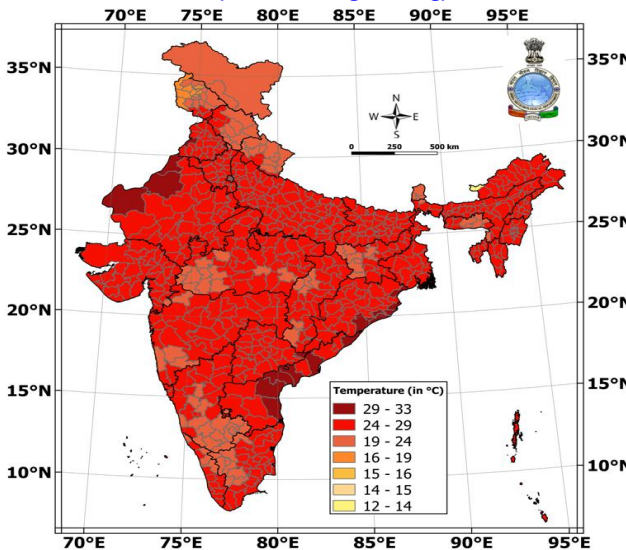 70°E 75°E 80°E 85°E 90°E 95°E
35°N 35°N
30°N 30°N
25°N 25°N
20°N 20°N
15°N 15°N
10°N 10°N
N
W E
S
0 250 500 km
Temperature (in °C)
29 - 33
24 - 29
19 - 24
16 - 19
15 - 16
14 - 15
12 - 14
70°E 75°E 80°E 85°E 90°E 95°E